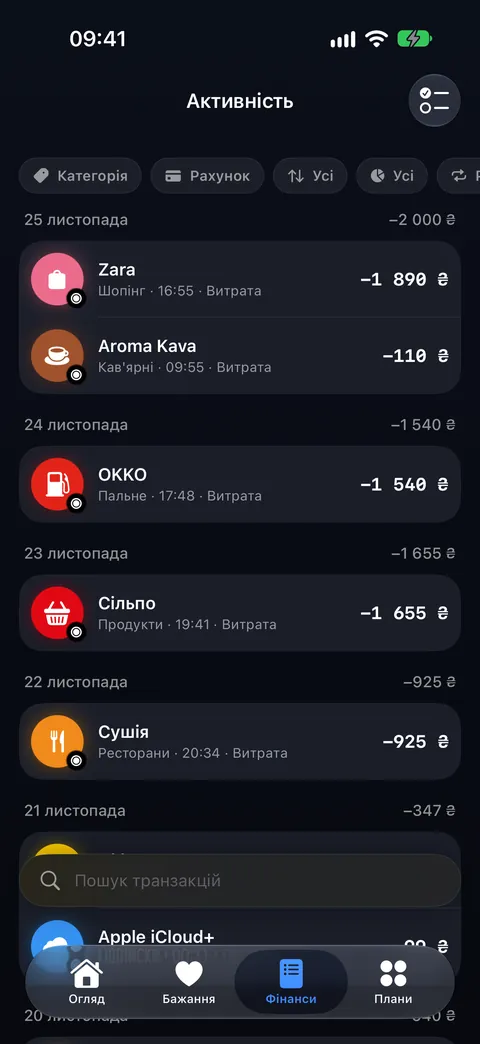 09:41
Активність
Категорія Рахунок Усі Усі
25 листопада −2 000 ₴
Zara
Шопінг · 16:55 · Витрата
−1 890 ₴
Aroma Kava
Кав'ярні · 09:55 · Витрата
−110 ₴
24 листопада −1 540 ₴
ОККО
Пальне · 17:48 · Витрата
−1 540 ₴
23 листопада −1 655 ₴
Сільпо
Продукти · 19:41 · Витрата
−1 655 ₴
22 листопада −925 ₴
Сушія
Ресторани · 20:34 · Витрата
−925 ₴
21 листопада −347 ₴
Пошук транзакцій
Apple iCloud+
Огляд Бажання Фінанси Плани
20 листопада